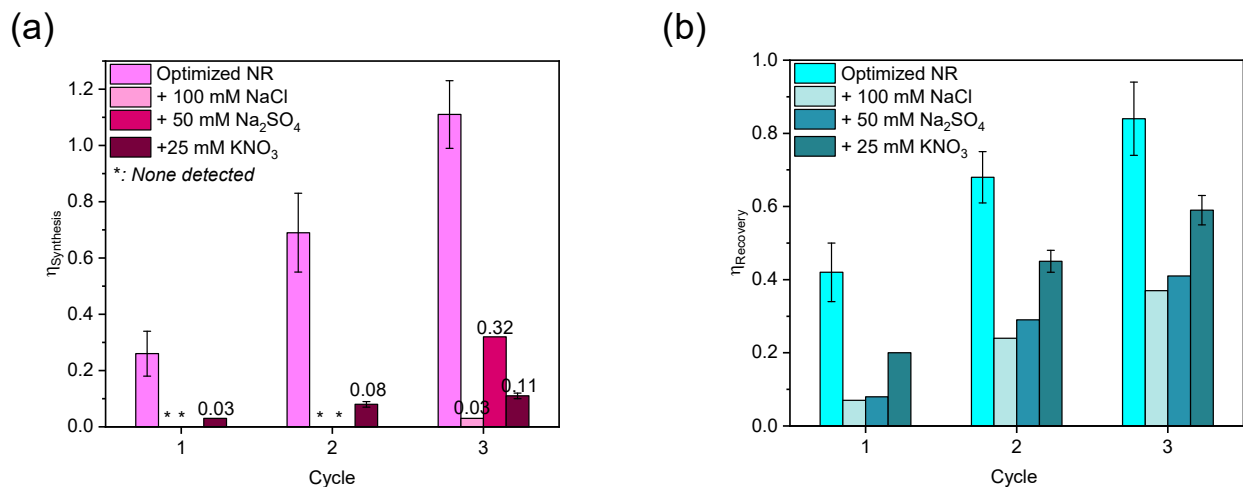 (a)
Optimized NR
+ 100 mM NaCl
+ 50 mM Na₂SO₄
+25 mM KNO₃
*: None detected
1.2
1.0
0.8
0.6
0.4
0.2
0.0
ηSynthesis
* *
0.03
* *
0.08
0.03
0.32
0.11
1 2 3
Cycle
(b)
Optimized NR
+ 100 mM NaCl
+ 50 mM Na₂SO₄
+ 25 mM KNO₃
1.0
0.8
0.6
0.4
0.2
0.0
ηRecovery
1 2 3
Cycle